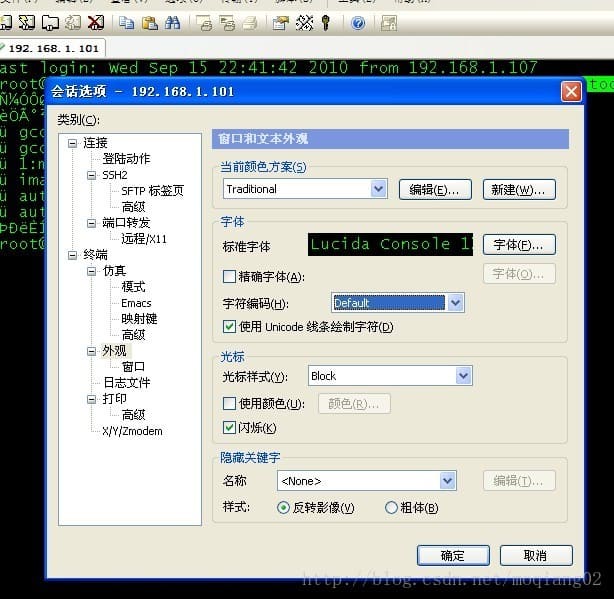 192.168.1.101
ast login: Wed Sep 15 22:41:42 2010 from 192.168.1.107
root@
too
会话选项 - 192.168.1.101
类别(C):
连接
登陆动作
SSH2
SFTP 标签页
高级
端口转发
远程/X11
终端
仿真
模式
Emacs
映射键
高级
外观
窗口
日志文件
打印
高级
X/Y/Zmodem
窗口和文本外观
当前颜色方案(S)
Traditional
编辑(E)...
新建(W)...
字体
标准字体
Lucida Console 1
字体(F)...
精确字体(A):
字体(O)...
字符编码(H):
Default
使用 Unicode 线条绘制字符(D)
光标
光标样式(Y):
Block
使用颜色(U):
颜色(R)...
闪烁(K)
隐藏关键字
名称
<None>
编辑(T)...
样式:
反转影像(V)
粗体(B)
确定
取消
ü gcc
ü gc
ü 1:m
ü ima
ü aut
ü aut
root@
http://blog.csdn.net/moqiang02